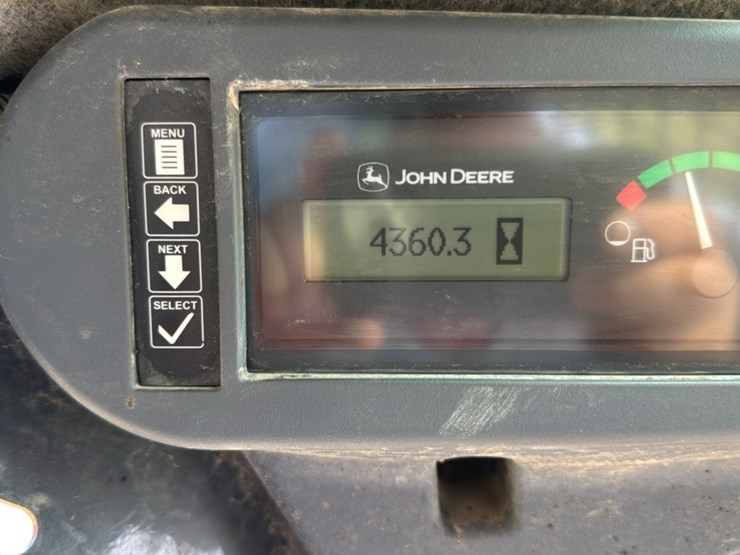 MENU
BACK
NEXT
SELECT
JOHN DEERE
4360.3